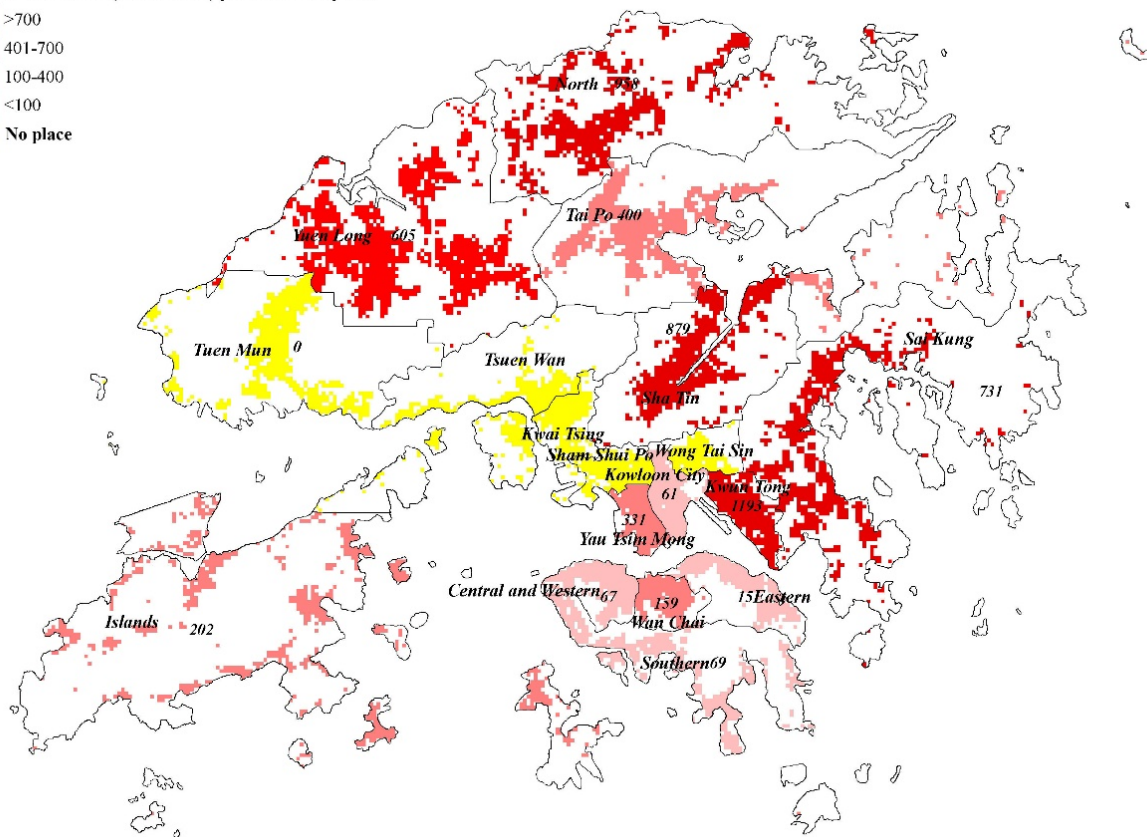 >700
401-700
100-400
<100
No place
North 958
Tai Po 400
Yuen Long 605
879
Sai Kung
Tuen Mun 0
Tsuen Wan
731
Sha Tin
Kwai Tsing
Sham Shui Po Wong Tai Sin
Kowloon City
Kwun Tong
61
1193
331
Yau Tsim Mong
Central and Western 67
159
15 Eastern
Islands
202
Wan Chai
Southern 69